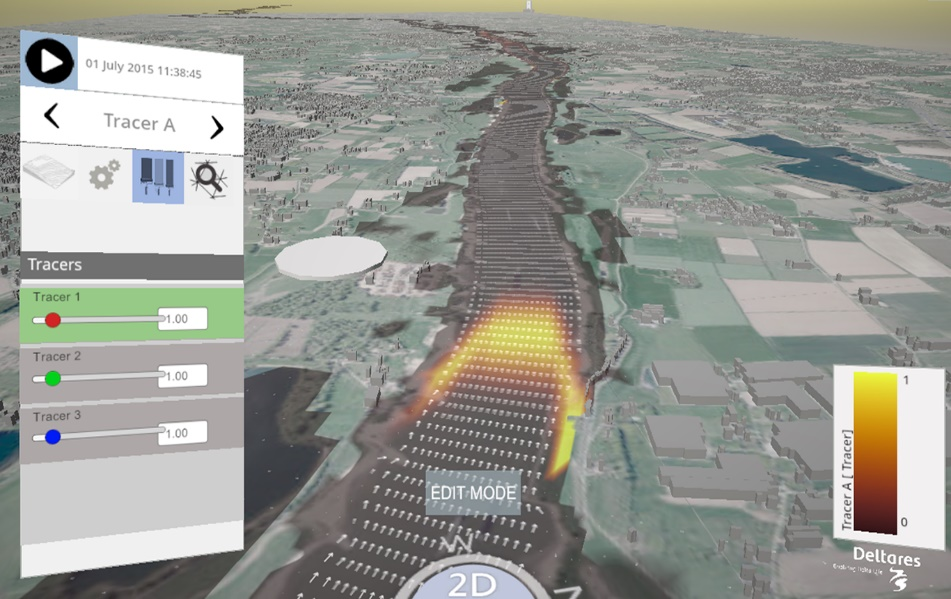 01 July 2015 11:38:45
Tracer A
Tracers
Tracer 1
1.00
Tracer 2
1.00
Tracer 3
1.00
EDIT MODE
W
2D
1
Tracer A [ Tracer]
0
Deltares